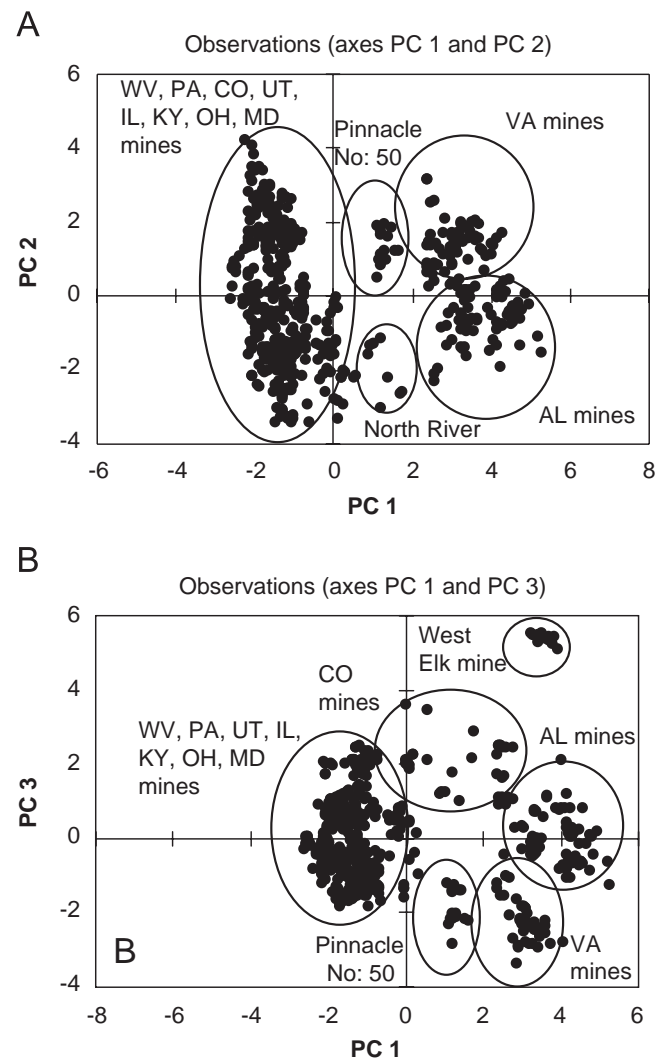 A
Observations (axes PC 1 and PC 2)
6
WV, PA, CO, UT,
IL, KY, OH, MD
mines
Pinnacle
No: 50
VA mines
4
2
PC 2
0
-2
North River
AL mines
-4
-6
-4
-2
0
2
4
6
8
PC 1
B
Observations (axes PC 1 and PC 3)
6
West
Elk mine
CO
mines
4
WV, PA, UT, IL,
KY, OH, MD
mines
AL mines
2
PC 3
0
-2
Pinnacle
No: 50
B
VA
mines
-4
-8
-6
-4
-2
0
2
4
6
PC 1